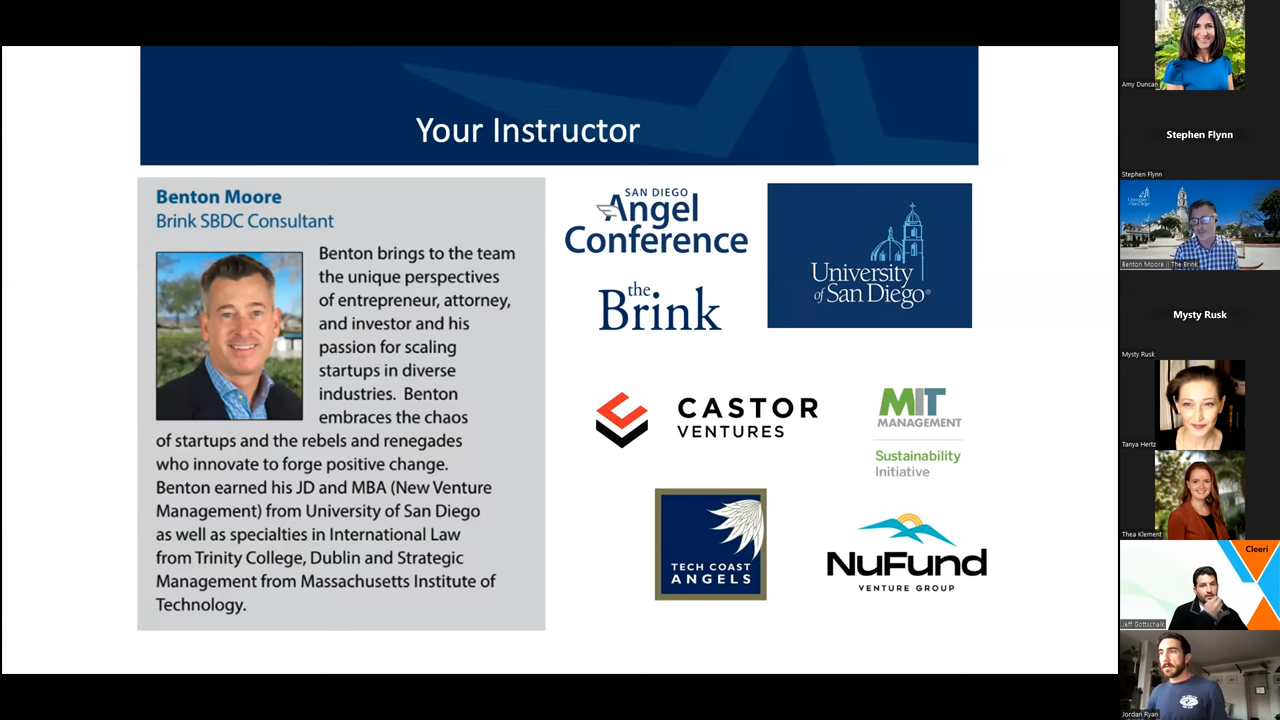 Your Instructor
Benton Moore
Brink SBDC Consultant
Benton brings to the team
the unique perspectives
of entrepreneur, attorney,
and investor and his
passion for scaling
startups in diverse
industries. Benton
embraces the chaos
of startups and the rebels and renegades
who innovate to forge positive change.
Benton earned his JD and MBA (New Venture
Management) from University of San Diego
as well as specialties in International Law
from Trinity College, Dublin and Strategic
Management from Massachusetts Institute of
Technology.
SAN DIEGO
Angel
Conference
the
Brink
University
of San Diego®
CASTOR
VENTURES
MIT
MANAGEMENT
Sustainability
Initiative
TECH COAST
ANGELS
NuFund
VENTURE GROUP
Amy Duncan
Stephen Flynn
Stephen Flynn
University
of San Diego
Benton Moore || The Brink
Mysty Rusk
Mysty Rusk
Tanya Hertz
Thea Klement
Cleeri
Jeff Gottschalk
Jordan Ryan